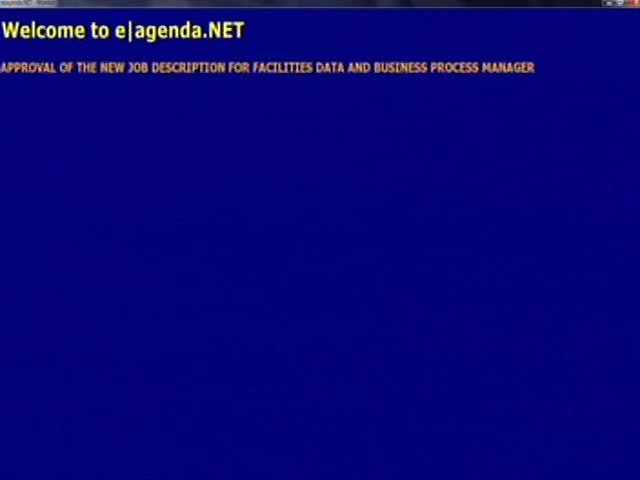 Welcome to e|agenda.NET
APPROVAL OF THE NEW JOB DESCRIPTION FOR FACILITIES DATA AND BUSINESS PROCESS MANAGER